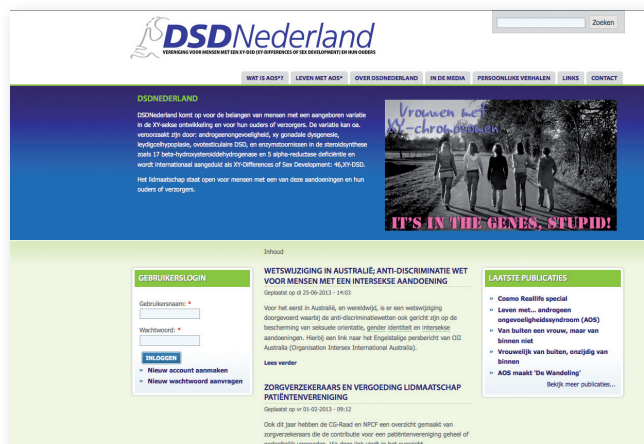 DSDNederland
VERENIGING VOOR MENSEN MET EEN XY-DSD (XY-DIFFERENCES OF SEX DEVELOPMENT) EN HUN OUDERS
Zoeken
WAT IS AOS*? LEVEN MET AOS* OVER DSDNEDERLAND IN DE MEDIA PERSOONLIJKE VERHALEN LINKS CONTACT
DSDNEDERLAND
DSDNederland komt op voor de belangen van mensen met een aangeboren variatie
in de XY-sekse ontwikkeling en voor hun ouders of verzorgers. De variatie kan oa.
veroorzaakt zijn door: androgenongevoeligheid, xy gonadale dysgenesie,
leydigcelhypoplasie, ovotesticulaire DSD, en enzymstoornissen in de steroidsynthese
zoals 17 beta-hydroxysteroiddehydrogenase en 5 alpha-reductase deficiëntie en
wordt internationaal aangeduid als XY-Differences of Sex Development: 46,XY-DSD.
Het lidmaatschap staat open voor mensen met een van deze aandoeningen en hun
ouders of verzorgers.
Vrouwen met
XY-chromosomen
IT'S IN THE GENES, STUPID!
Inhoud
GEBRUIKERSLOGIN
Gebruikersnaam: *
Wachtwoord: *
INLOGGEN
» Nieuw account aanmaken
» Nieuw wachtwoord aanvragen
WETSWIJZIGING IN AUSTRALIË; ANTI-DISCRIMINATIE WET
VOOR MENSEN MET EEN INTERSEKSE AANDOENING
Geplaatst op di 25-06-2013 - 14:03
Voor het eerst in Australië, en wereldwijd, is er een wetswijziging
doorgevoerd waarbij de anti-discriminatiewetten ook gericht zijn op de
bescherming van seksuele orientatie, gender identiteit en intersekse
aandoeningen. Hierbij een link naar het Engelstalige persbericht van OII
Australia (Organisation Intersex International Australia).
Lees verder
ZORGVERZEKERAARS EN VERGOEDING LIDMAATSCHAP
PATIËNTENVERENIGING
Geplaatst op vr 01-02-2013 - 09:12
Ook dit jaar hebben de CG-Raad en NPCF een overzicht gemaakt van
zorgverzekeraars die de contributie voor een patiëntenvereniging geheel of
LAATSTE PUBLICATIES
» Cosmo Reallife special
» Leven met... androgeen
ongevoeligheidssyndroom (AOS)
» Van buiten een vrouw, maar van
binnen niet
» Vrouwelijk van buiten, onzijdig van
binnen
» AOS maakt 'De Wandeling'
Bekijk meer publicaties...